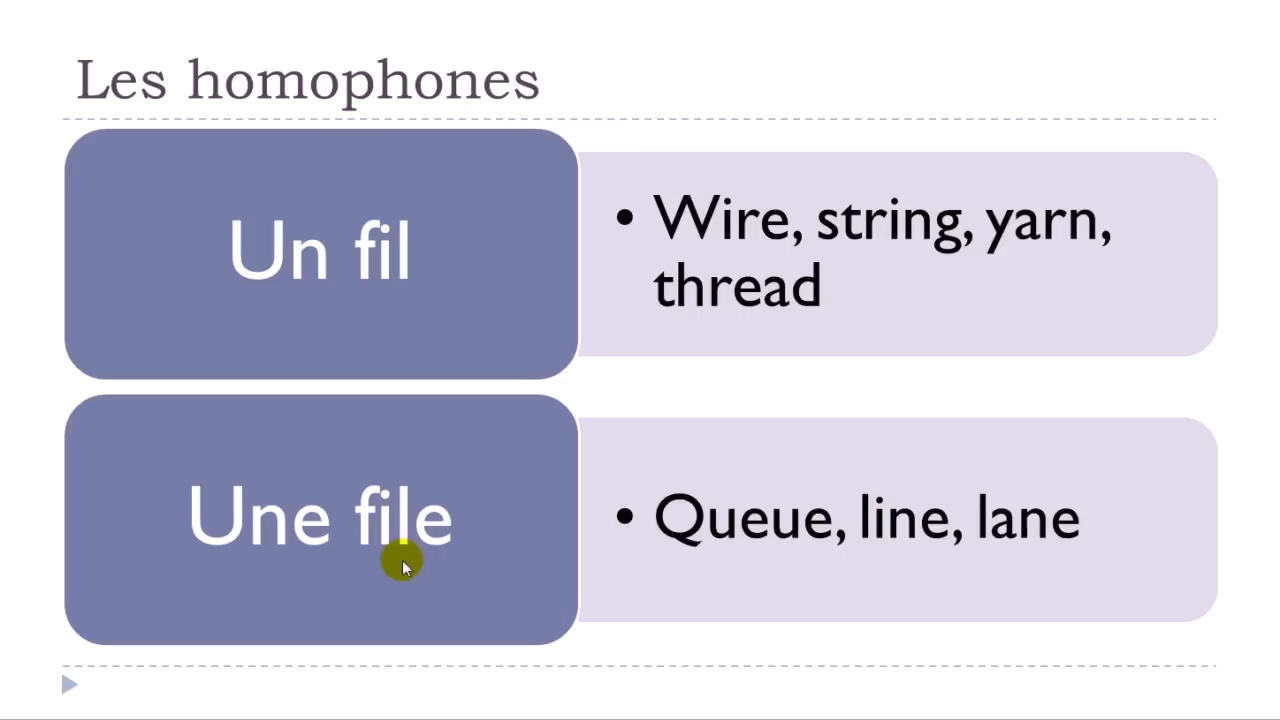 Les homophones
Un fil
• Wire, string, yarn,
thread
Une file
• Queue, line, lane